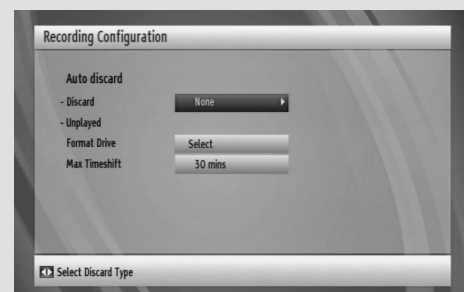 Recording Configuration
Auto discard
- Discard None
- Unplayed
Format Drive Select
Max Timeshift 30 mins
Select Discard Type